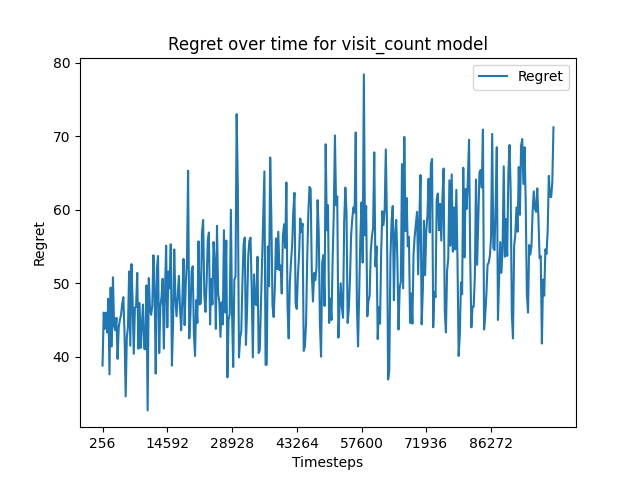 Regret over time for visit_count model
Regret
80
70
60
50
40
Regret
256 14592 28928 43264 57600 71936 86272
Timesteps